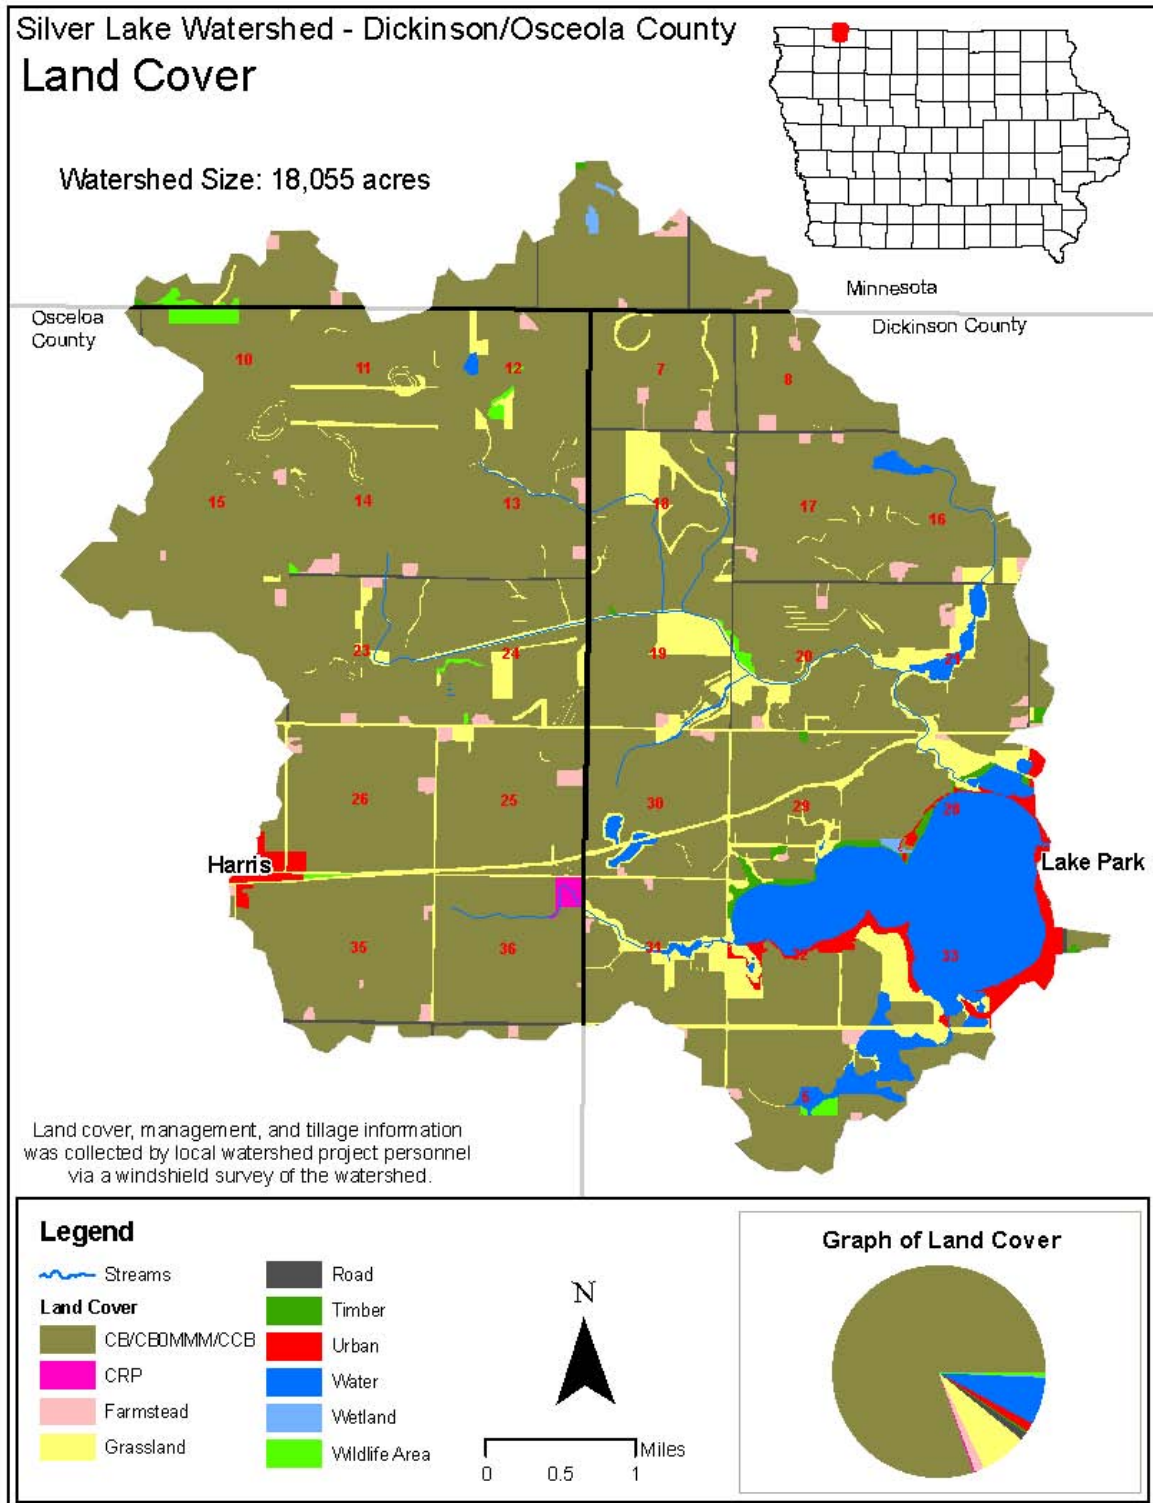 Silver Lake Watershed - Dickinson/Osceola County
Land Cover
Watershed Size: 18,055 acres
Minnesota
Osceloa
County
Dickinson County
10
11
12
7
8
15
14
13
18
17
16
23
24
19
20
21
26
25
30
29
28
Harris
Lake Park
35
36
31
32
33
5
Land cover, management, and tillage information
was collected by local watershed project personnel
via a windshield survey of the watershed.
Legend
Streams
Land Cover
CB/CBOMMM/CCB
CRP
Farmstead
Grassland
Road
Timber
Urban
Water
Wetland
Wildlife Area
N
Miles
0 0.5 1
Graph of Land Cover